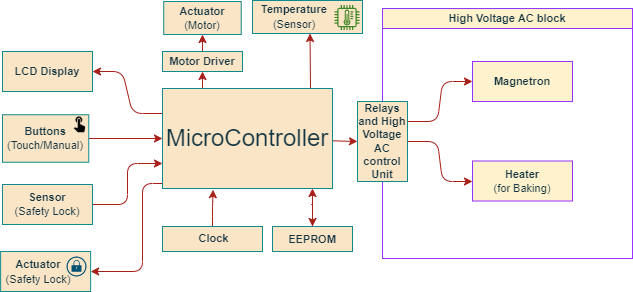 Actuator
(Motor)
Temperature
(Sensor)
High Voltage AC block
Motor Driver
LCD Display
Magnetron
Buttons
(Touch/Manual)
MicroController
Relays
and High
Voltage
AC
control
Unit
Heater
(for Baking)
Sensor
(Safety Lock)
Clock
EEPROM
Actuator
(Safety Lock)